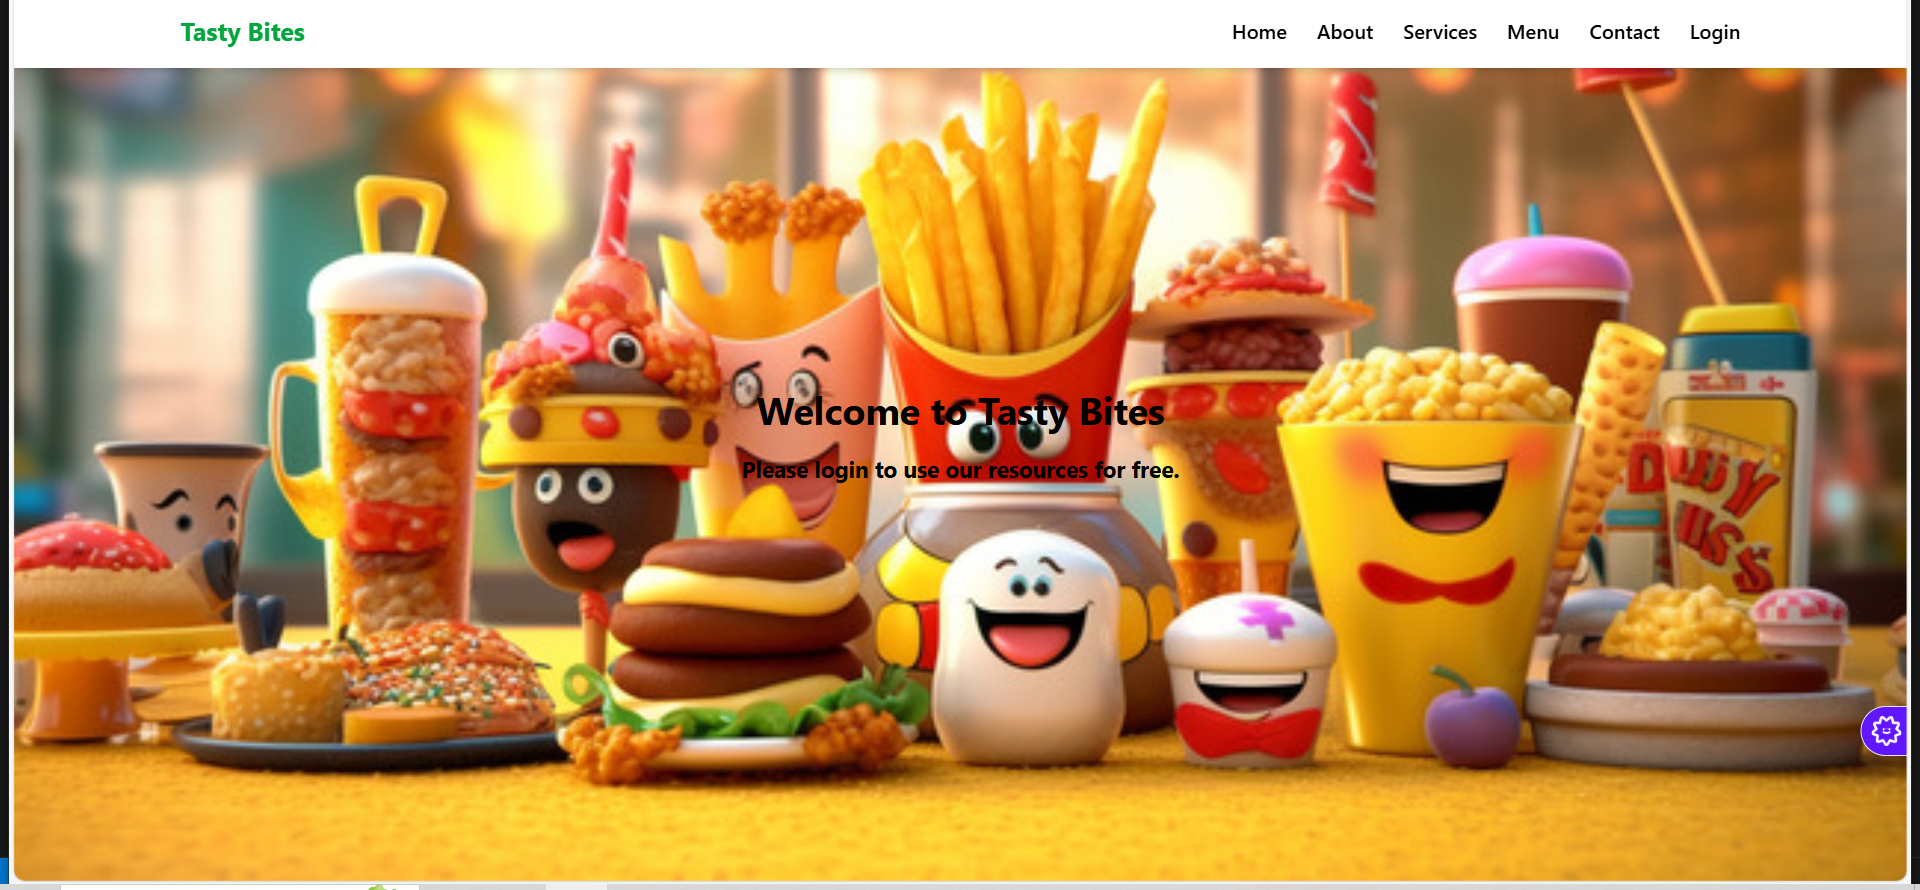 Tasty Bites
Home About Services Menu Contact Login
Welcome to Tasty Bites
Please login to use our resources for free.